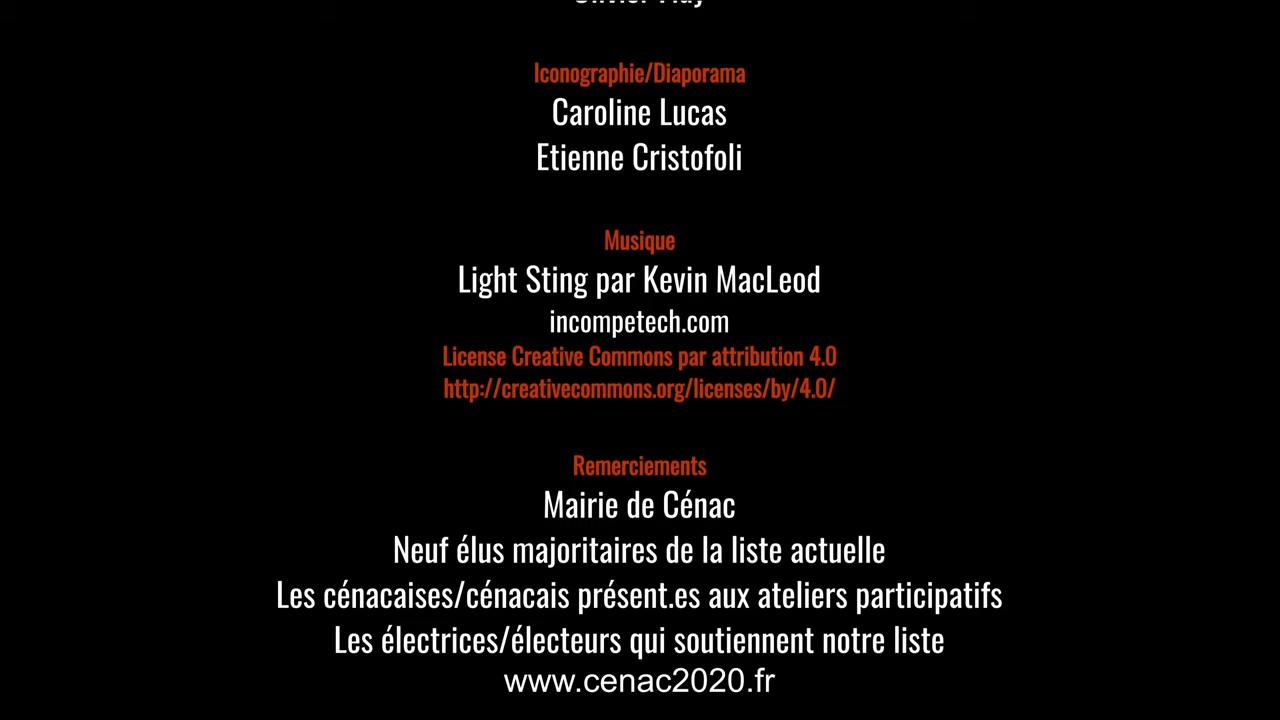 Iconographie/Diaporama
Caroline Lucas
Etienne Cristofoli
Musique
Light Sting par Kevin MacLeod
incompetech.com
License Creative Commons par attribution 4.0
http://creativecommons.org/licenses/by/4.0/
Remerciements
Mairie de Cénac
Neuf élus majoritaires de la liste actuelle
Les cénacaises/cénacais présent.es aux ateliers participatifs
Les électrices/électeurs qui soutiennent notre liste
www.cenac2020.fr